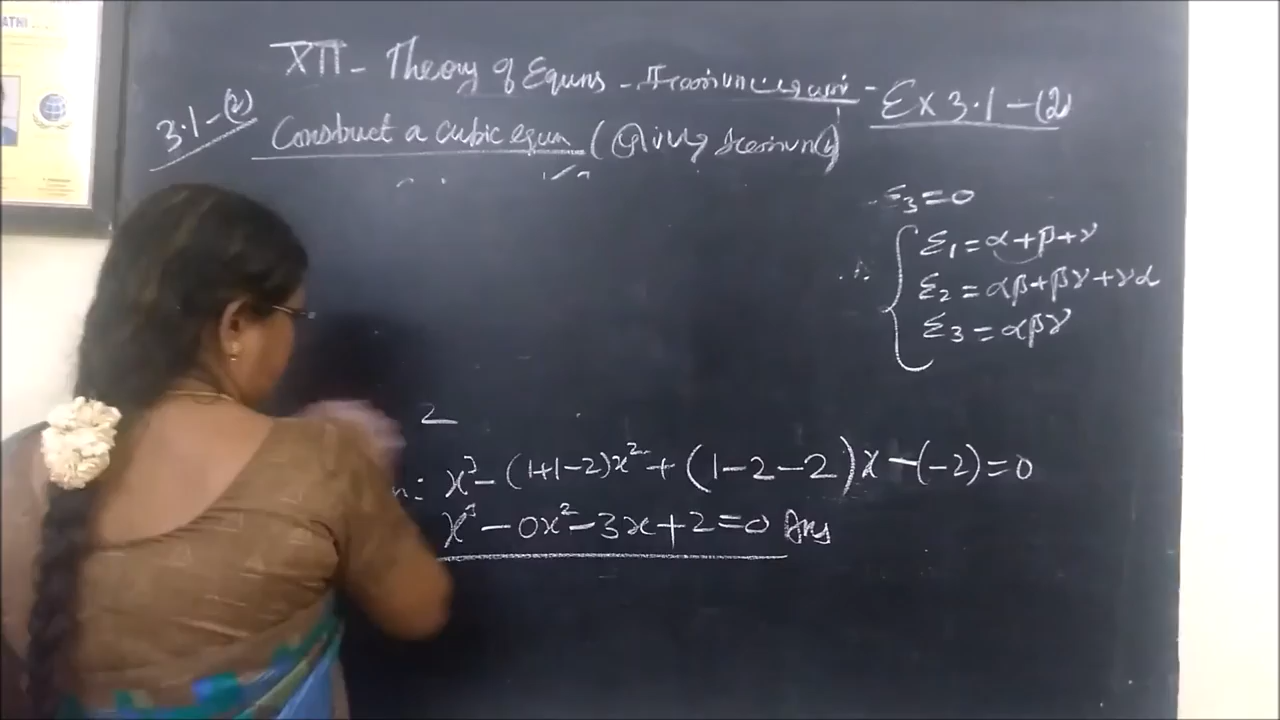 ATHI
XII - Theory of Equns - Ex 3.1 - (2)
3.1 - (2)
Construct a cubic equn (
Σ3 = 0
Σ1 = α + β + γ
Σ2 = αβ + βγ + γα
Σ3 = αβγ
2
n: x³ - (1+1-2)x² + (1-2-2)x - (-2) = 0
x³ - 0x² - 3x + 2 = 0 Ans